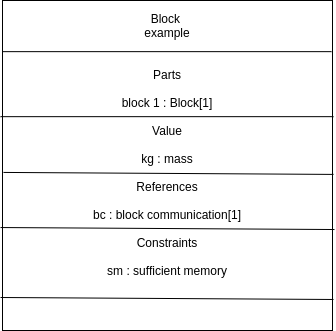 Block
example
Parts
block 1 : Block[1]
Value
kg : mass
References
bc : block communication[1]
Constraints
sm : sufficient memory